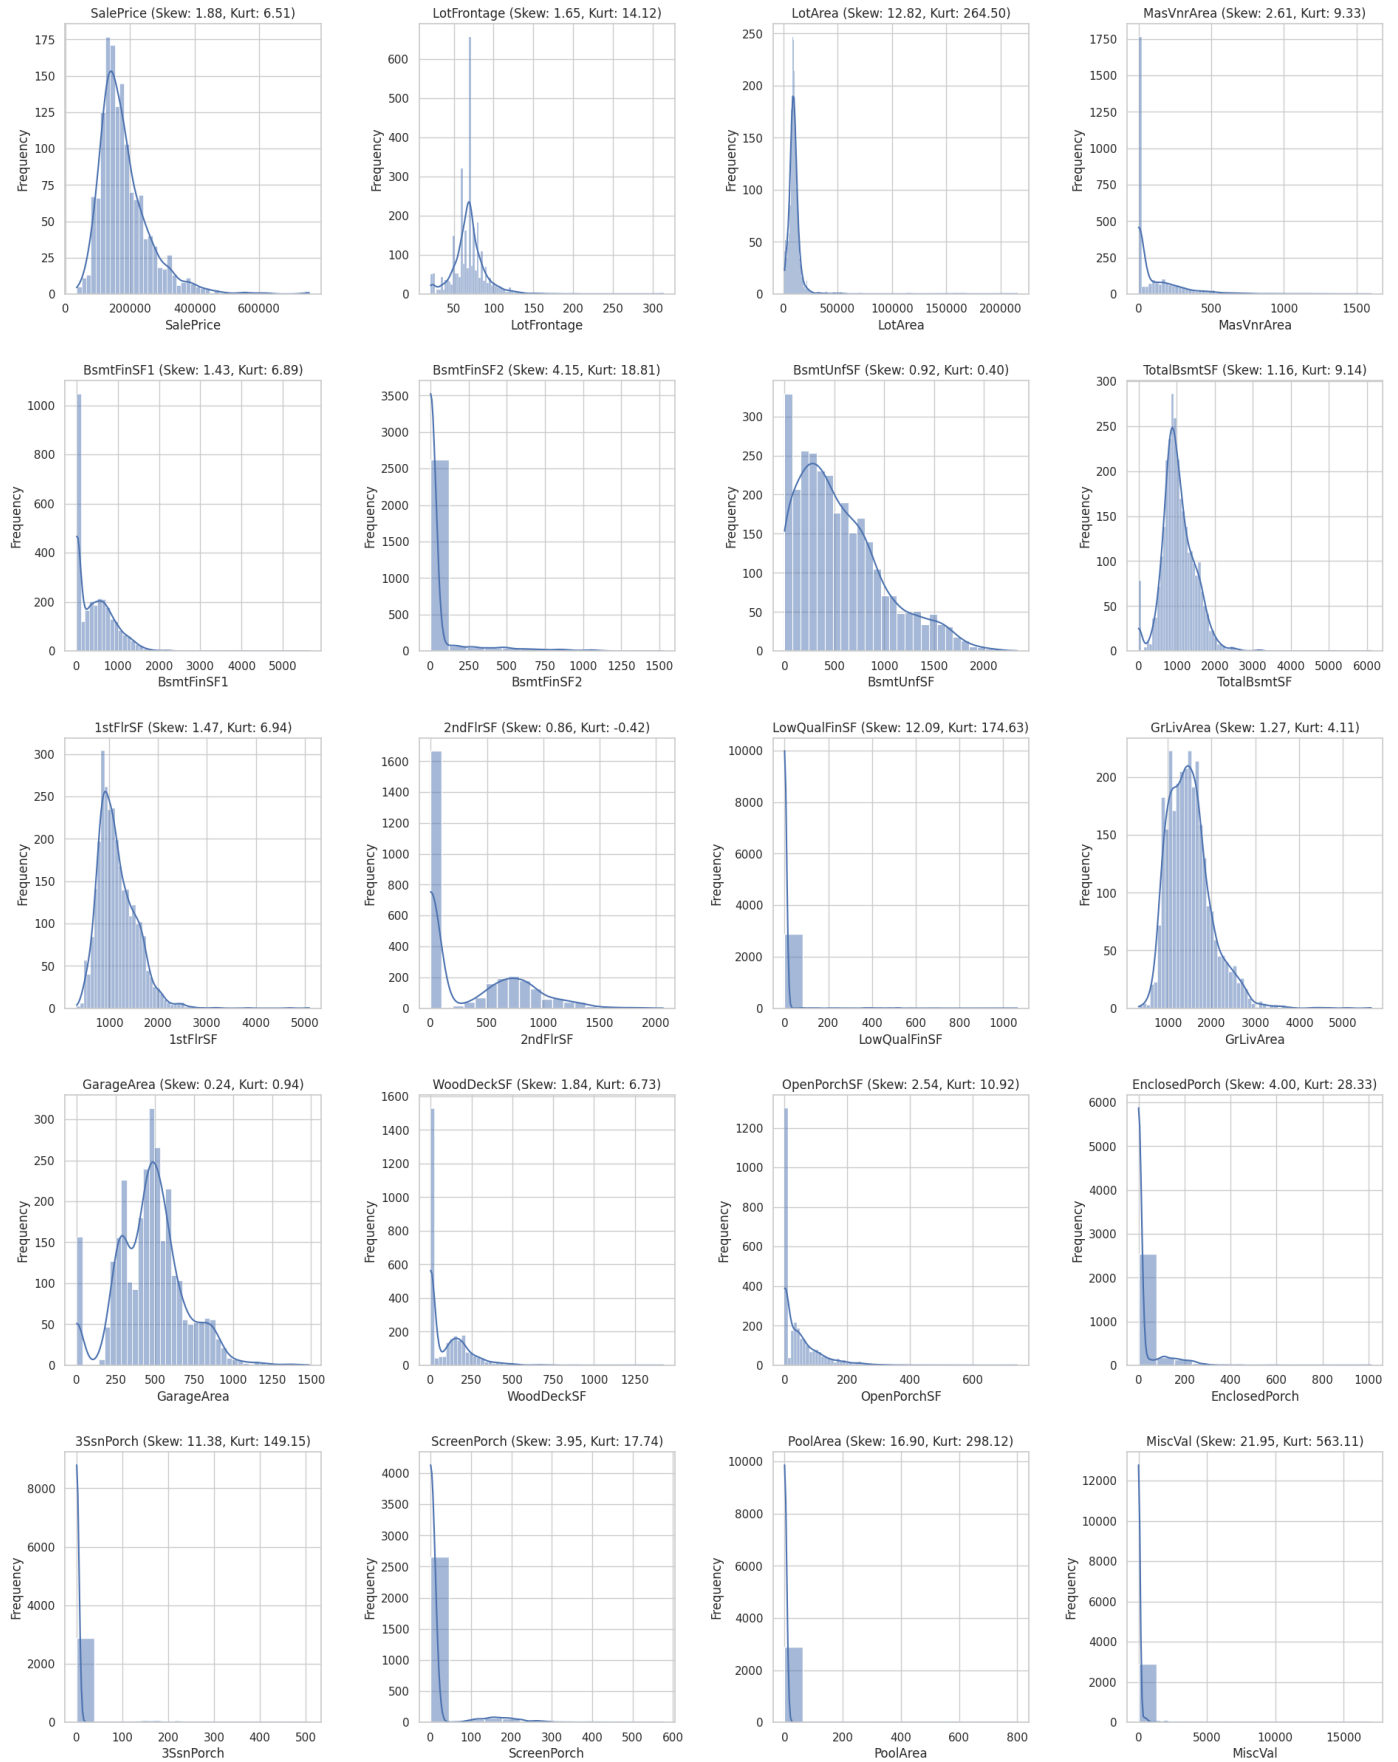 SalePrice (Skew: 1.88, Kurt: 6.51)
175
150
125
100
75
50
25
0
Frequency
0 200000 400000 600000
SalePrice
LotFrontage (Skew: 1.65, Kurt: 14.12)
600
500
400
300
200
100
0
Frequency
50 100 150 200 250 300
LotFrontage
LotArea (Skew: 12.82, Kurt: 264.50)
250
200
150
100
50
0
Frequency
0 50000 100000 150000 200000
LotArea
MasVnrArea (Skew: 2.61, Kurt: 9.33)
1750
1500
1250
1000
750
500
250
0
Frequency
0 500 1000 1500
MasVnrArea
BsmtFinSF1 (Skew: 1.43, Kurt: 6.89)
1000
800
600
400
200
0
Frequency
0 1000 2000 3000 4000 5000
BsmtFinSF1
BsmtFinSF2 (Skew: 4.15, Kurt: 18.81)
3500
3000
2500
2000
1500
1000
500
0
Frequency
0 250 500 750 1000 1250 1500
BsmtFinSF2
BsmtUnfSF (Skew: 0.92, Kurt: 0.40)
300
250
200
150
100
50
0
Frequency
0 500 1000 1500 2000
BsmtUnfSF
TotalBsmtSF (Skew: 1.16, Kurt: 9.14)
300
250
200
150
100
50
0
Frequency
0 1000 2000 3000 4000 5000 6000
TotalBsmtSF
1stFlrSF (Skew: 1.47, Kurt: 6.94)
300
250
200
150
100
50
0
Frequency
1000 2000 3000 4000 5000
1stFlrSF
2ndFlrSF (Skew: 0.86, Kurt: -0.42)
1600
1400
1200
1000
800
600
400
200
0
Frequency
0 500 1000 1500 2000
2ndFlrSF
LowQualFinSF (Skew: 12.09, Kurt: 174.63)
10000
8000
6000
4000
2000
0
Frequency
0 200 400 600 800 1000
LowQualFinSF
GrLivArea (Skew: 1.27, Kurt: 4.11)
200
150
100
50
0
Frequency
1000 2000 3000 4000 5000
GrLivArea
GarageArea (Skew: 0.24, Kurt: 0.94)
300
250
200
150
100
50
0
Frequency
0 250 500 750 1000 1250 1500
GarageArea
WoodDeckSF (Skew: 1.84, Kurt: 6.73)
1600
1400
1200
1000
800
600
400
200
0
Frequency
0 250 500 750 1000 1250
WoodDeckSF
OpenPorchSF (Skew: 2.54, Kurt: 10.92)
1200
1000
800
600
400
200
0
Frequency
0 200 400 600
OpenPorchSF
EnclosedPorch (Skew: 4.00, Kurt: 28.33)
6000
5000
4000
3000
2000
1000
0
Frequency
0 200 400 600 800 1000
EnclosedPorch
3SsnPorch (Skew: 11.38, Kurt: 149.15)
8000
6000
4000
2000
0
Frequency
0 100 200 300 400 500
3SsnPorch
ScreenPorch (Skew: 3.95, Kurt: 17.74)
4000
3500
3000
2500
2000
1500
1000
500
0
Frequency
0 100 200 300 400 500 600
ScreenPorch
PoolArea (Skew: 16.90, Kurt: 298.12)
10000
8000
6000
4000
2000
0
Frequency
0 200 400 600 800
PoolArea
MiscVal (Skew: 21.95, Kurt: 563.11)
12000
10000
8000
6000
4000
2000
0
Frequency
0 5000 10000 15000
MiscVal